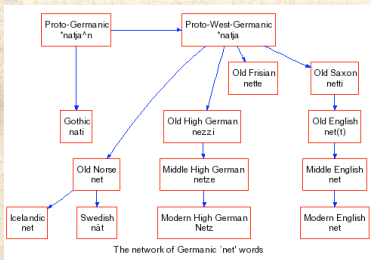 Proto-Germanic
*natja^n
Proto-West-Germanic
*natja
Old Frisian
nette
Old Saxon
netti
Gothic
nati
Old High German
nezzi
Old English
net(t)
Old Norse
net
Middle High German
netze
Middle English
net
Icelandic
net
Swedish
nät
Modern High German
Netz
Modern English
net
The network of Germanic `net' words